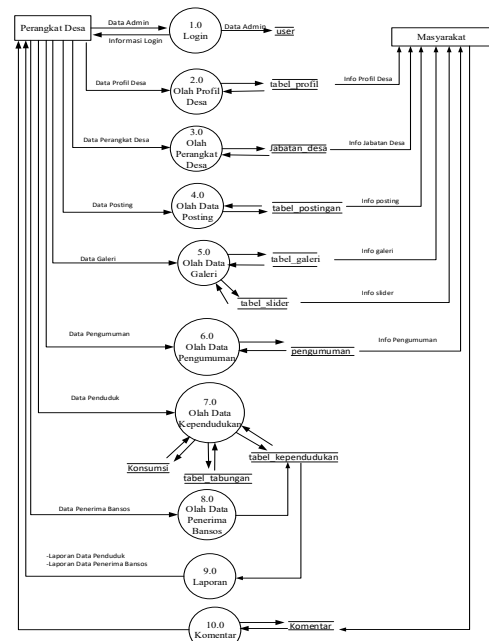 Perangkat Desa
Data Admin
Informasi Login
1.0
Login
Data Admin
user
Masyarakat
Data Profil Desa
2.0
Olah Profil
Desa
tabel_profil
Info Profil Desa
Data Perangkat Desa
3.0
Olah
Perangkat
Desa
Jabatan_desa
Info Jabatan Desa
Data Posting
4.0
Olah Data
Posting
tabel_postingan
Info posting
Data Galeri
5.0
Olah Data
Galeri
tabel_galeri
Info galeri
tabel_slider
Info slider
Data Pengumuman
6.0
Olah Data
Pengumuman
pengumuman
Info Pengumuman
Data Penduduk
7.0
Olah Data
Kependudukan
Konsumsi
tabel_tabungan
tabel_kependudukan
Data Penerima Bansos
8.0
Olah Data
Penerima
Bansos
-Laporan Data Penduduk
-Laporan Data Penerima Bansos
9.0
Laporan
10.0
Komentar
Komentar